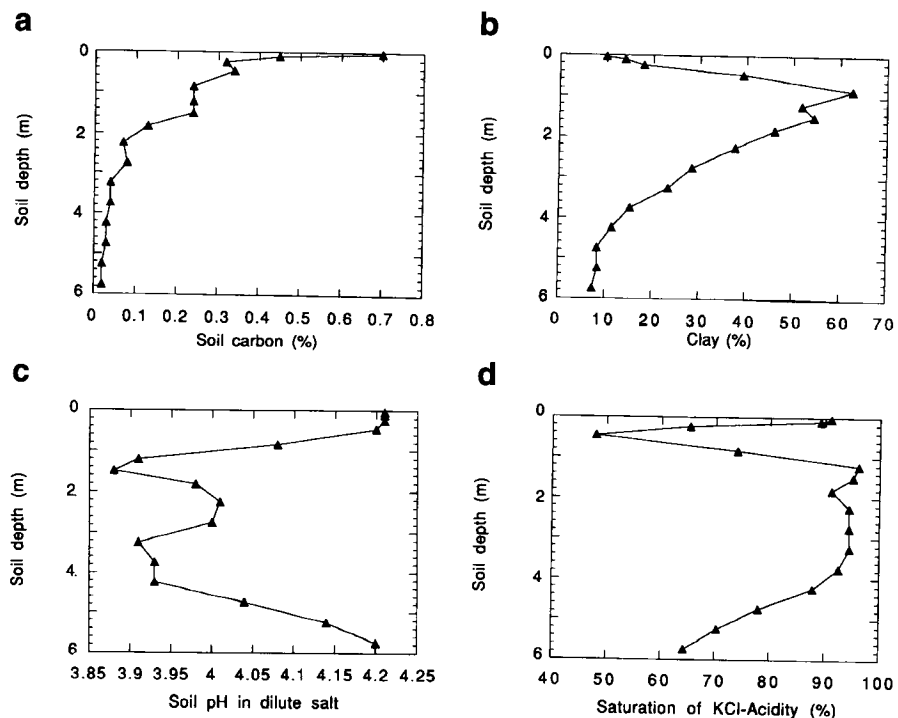 a
0
2
4
6
Soil depth (m)
0 0.1 0.2 0.3 0.4 0.5 0.6 0.7 0.8
Soil carbon (%)
b
0
2
4
6
Soil depth (m)
0 10 20 30 40 50 60 70
Clay (%)
c
0
2
4
6
Soil depth (m)
3.85 3.9 3.95 4 4.05 4.1 4.15 4.2 4.25
Soil pH in dilute salt
d
0
2
4
6
Soil depth (m)
40 50 60 70 80 90 100
Saturation of KCl-Acidity (%)